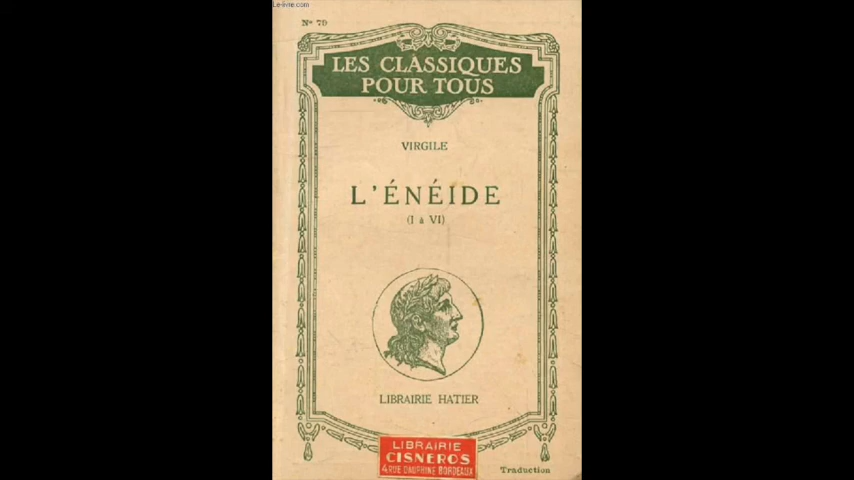 Le-livre.com
N° 79
LES CLASSIQUES
POUR TOUS
VIRGILE
L'ÉNÉIDE
(I à VI)
LIBRAIRIE HATIER
LIBRAIRIE
CISNEROS
4, RUE DAUPHINE BORDEAUX
Traduction